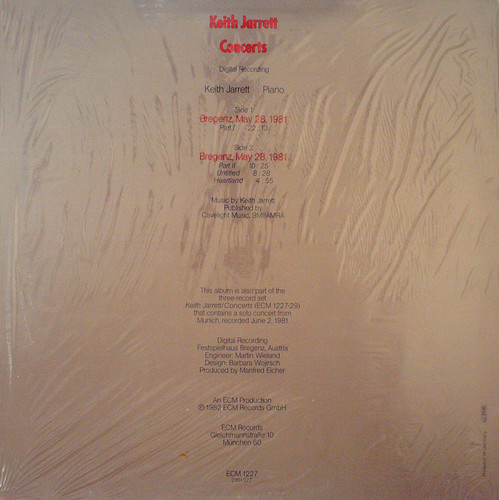 Keith Jarrett
Concerts
Digital Recording
Keith Jarrett Piano
Side 1
Bregenz, May 28, 1981
Part I 22:13
Side 2
Bregenz, May 28, 1981
Part II 10:25
Untitled 8:28
Heartland 4:55
Music by Keith Jarrett
Published by
Cavelight Music, BMI/AMRA
This album is also part of the
three-record set
Keith Jarrett/Concerts (ECM 1227-29)
that contains a solo concert from
Munich, recorded June 2, 1981
Digital Recording
Festspielhaus Bregenz, Austria
Engineer: Martin Wieland
Design: Barbara Wojirsch
Produced by Manfred Eicher
An ECM Production
© 1982 ECM Records GmbH
ECM Records
Gleichmannstraße 10
München 60
ECM 1227